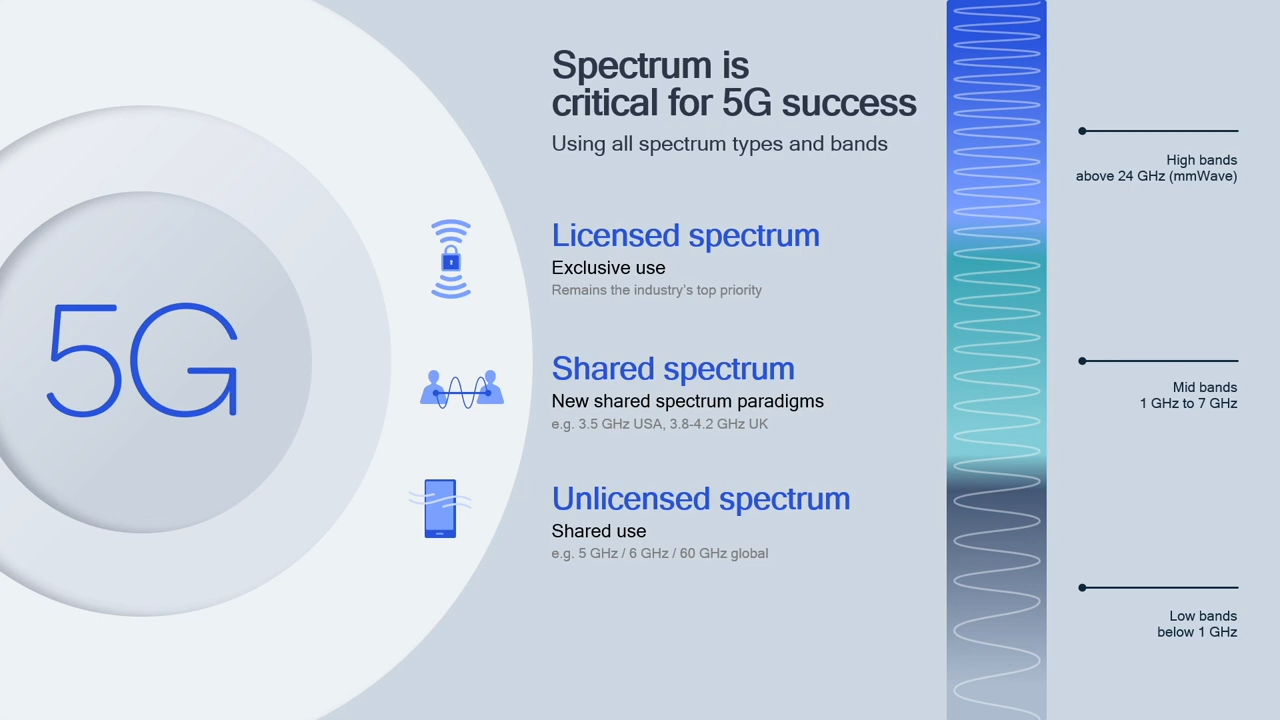 5G
Spectrum is
critical for 5G success
Using all spectrum types and bands
Licensed spectrum
Exclusive use
Remains the industry's top priority
Shared spectrum
New shared spectrum paradigms
e.g. 3.5 GHz USA, 3.8-4.2 GHz UK
Unlicensed spectrum
Shared use
e.g. 5 GHz / 6 GHz / 60 GHz global
High bands
above 24 GHz (mmWave)
Mid bands
1 GHz to 7 GHz
Low bands
below 1 GHz